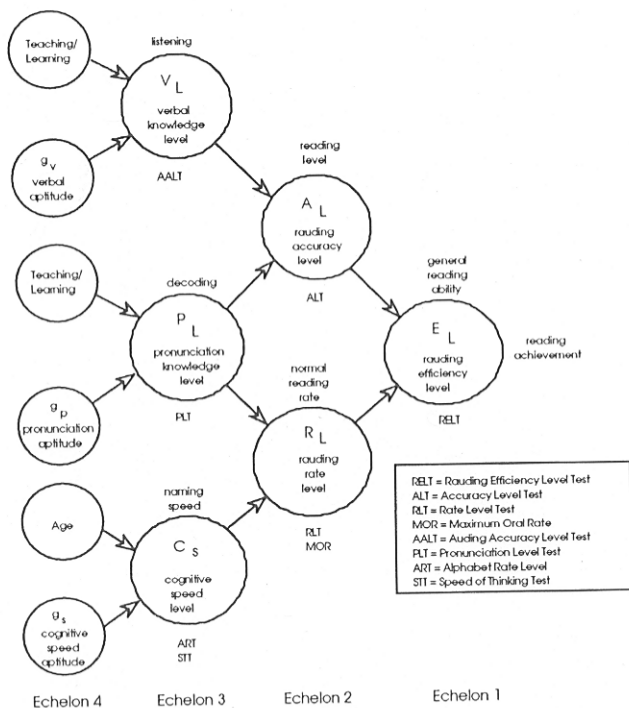 Teaching/
Learning
g v
verbal
aptitude
Teaching/
Learning
g p
pronunciation
aptitude
Age
g s
cognitive
speed
aptitude
Echelon 4
listening
V L
verbal
knowledge
level
AALT
decoding
P L
pronunciation
knowledge
level
PLT
naming
speed
C s
cognitive
speed
level
ART
STT
Echelon 3
reading
level
A L
rauding
accuracy
level
ALT
normal
reading
rate
R L
rauding
rate
level
RLT
MOR
Echelon 2
general
reading
ability
E L
rauding
efficiency
level
RELT
reading
achievement
RELT = Rauding Efficiency Level Test
ALT = Accuracy Level Test
RLT = Rate Level Test
MOR = Maximum Oral Rate
AALT = Auding Accuracy Level Test
PLT = Pronunciation Level Test
ART = Alphabet Rate Level
STT = Speed of Thinking Test
Echelon 1